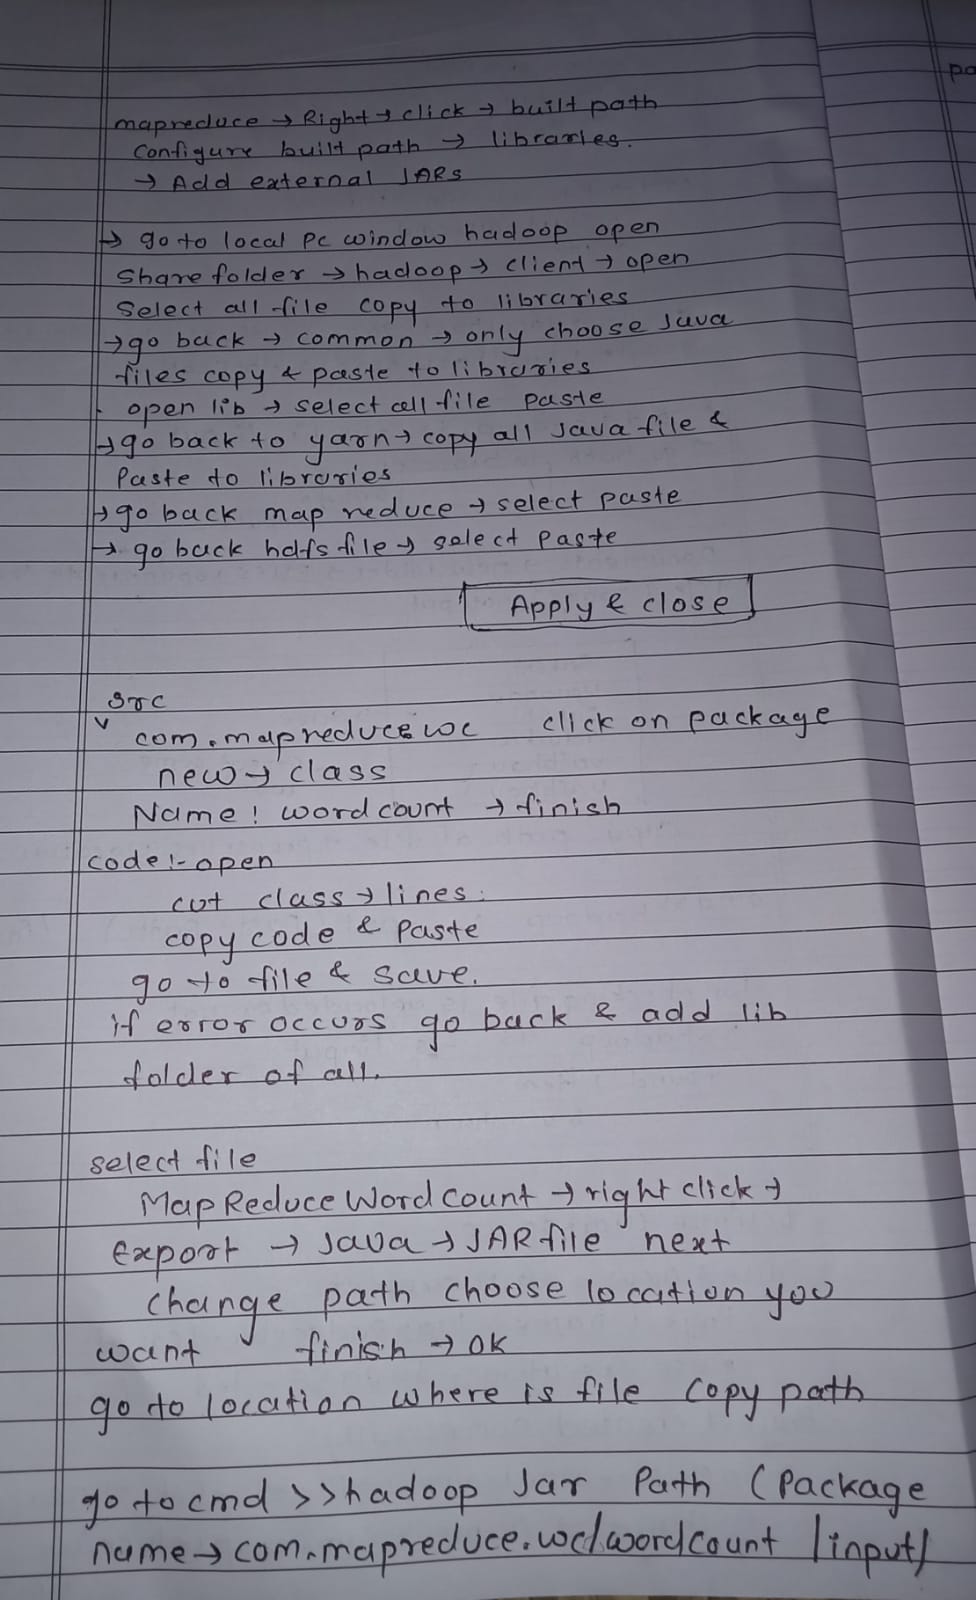 pa
mapreduce → Right → click → built path
Configure built path → libraries.
→ Add external JARs
→ go to local pc window hadoop open
Share folder → hadoop → client → open
Select all file copy to libraries
→ go back → common → only choose Java
files copy & paste to libraries
open lib → select all file paste
→ go back to yarn → copy all Java file &
Paste to libraries
→ go back map reduce → select paste
→ go back hdfs file → select paste
Apply & close
src
com.mapreduce wc click on package
new → class
Name: wordcount → finish
code:- open
cut class → lines.
copy code & Paste
go to file & save.
if error occurs go back & add lib
folder of all.
select file
MapReduce Wordcount → right click →
Export → Java → JAR file next
change path choose location you
want finish → ok
go to location where is file copy path
go to cmd >> hadoop Jar Path (Package
name → com.mapreduce.wc/wordcount /input/